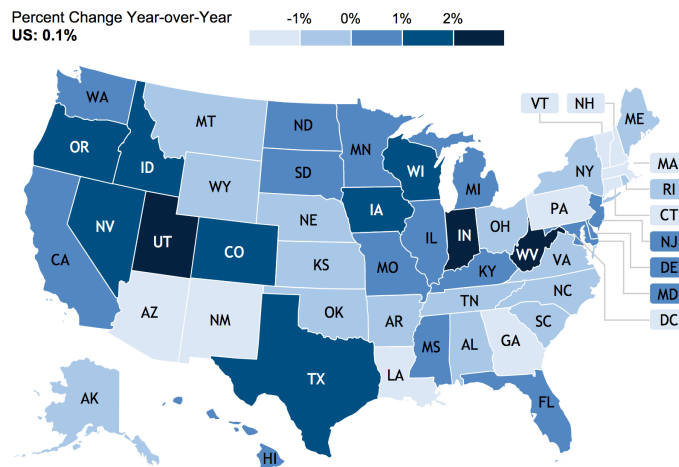 Percent Change Year-over-Year
US: 0.1%
-1% 0% 1% 2%
WA
MT
ND
MN
VT NH
ME
OR
ID
WY
SD
WI
MI
NY
MA
RI
CT
NJ
DE
MD
DC
NV
UT
CO
NE
IA
IL
IN
OH
PA
WV
VA
CA
KS
MO
KY
NC
TN
AZ
NM
OK
AR
SC
MS
AL
GA
LA
TX
AK
FL
HI